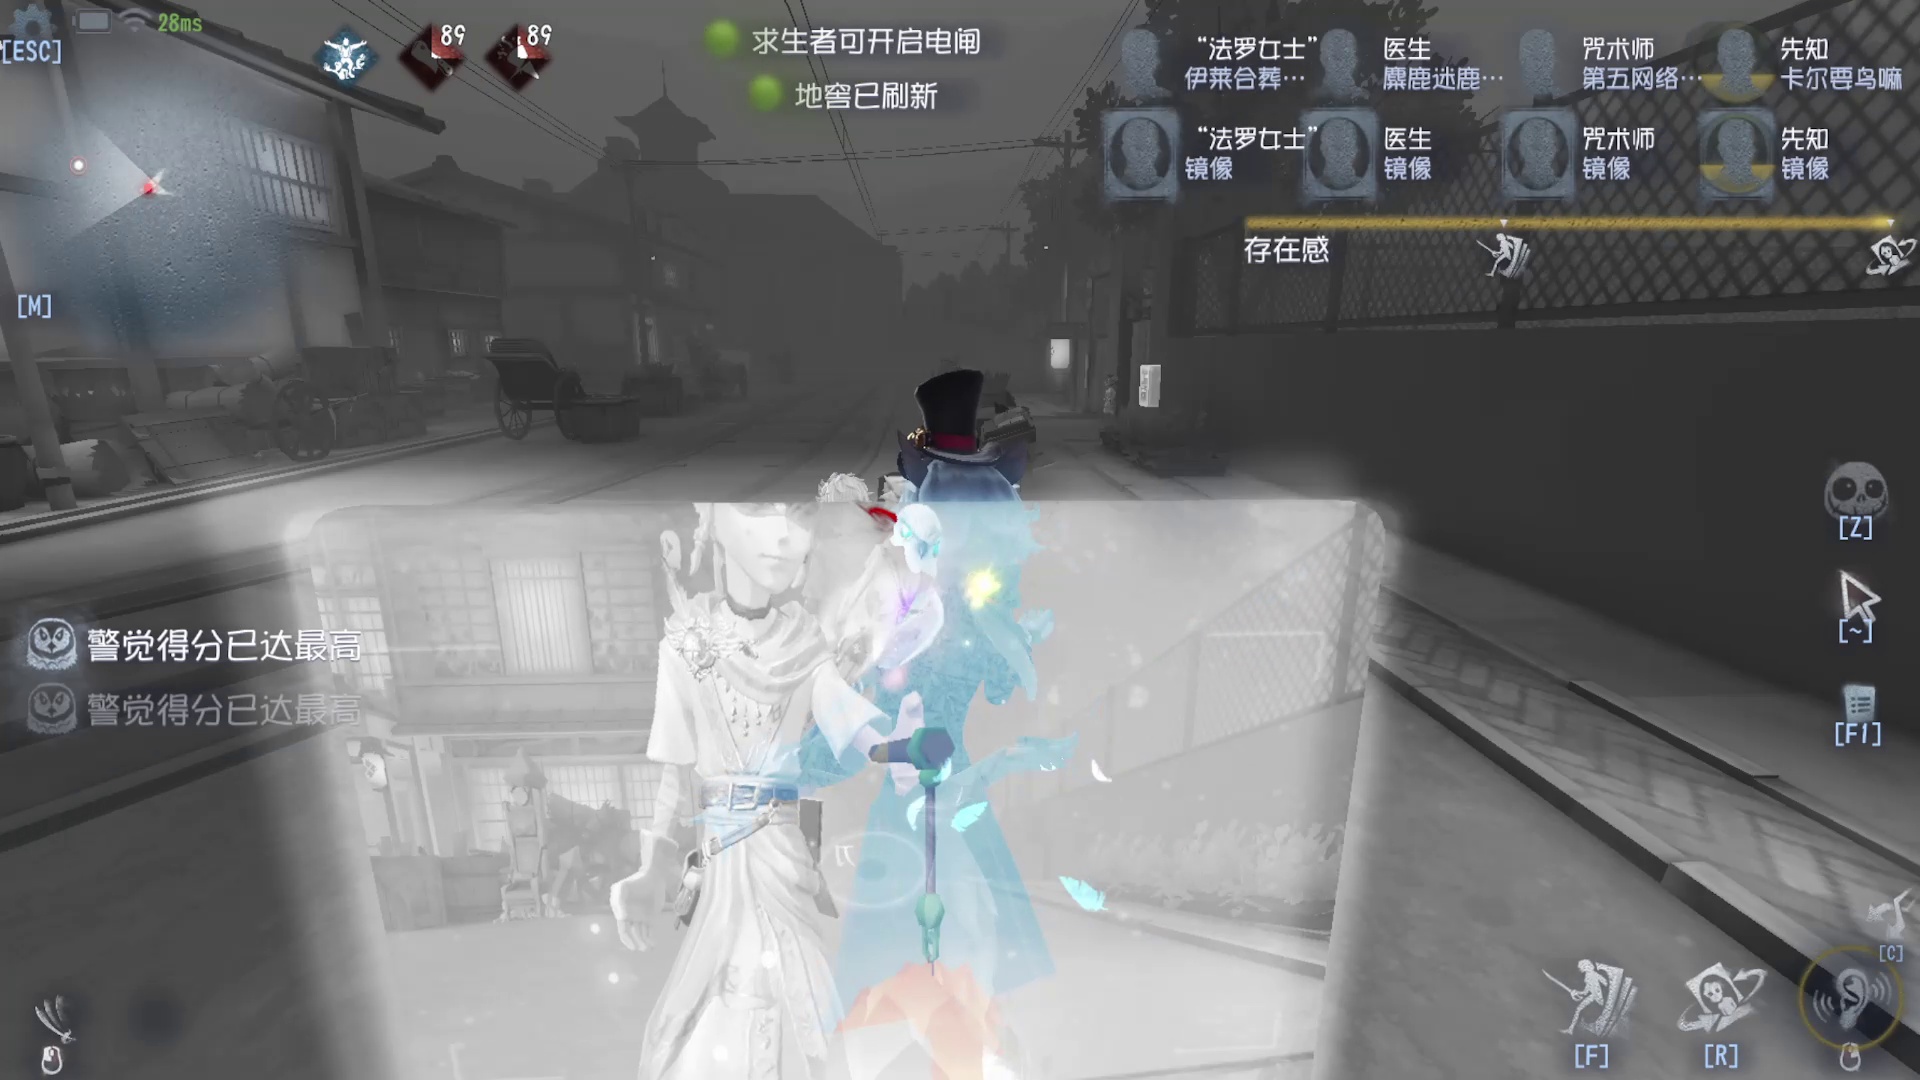 28ms
[ESC]
89
89
求生者可开启电闸
地窖已刷新
“法罗女士”
伊莱合葬…
医生
麋鹿迷鹿…
咒术师
第五网络…
先知
卡尔要鸟嘛
“法罗女士”
镜像
医生
镜像
咒术师
镜像
先知
镜像
存在感
[M]
[Z]
[~]
[F1]
警觉得分已达最高
警觉得分已达最高
[C]
[F]
[R]